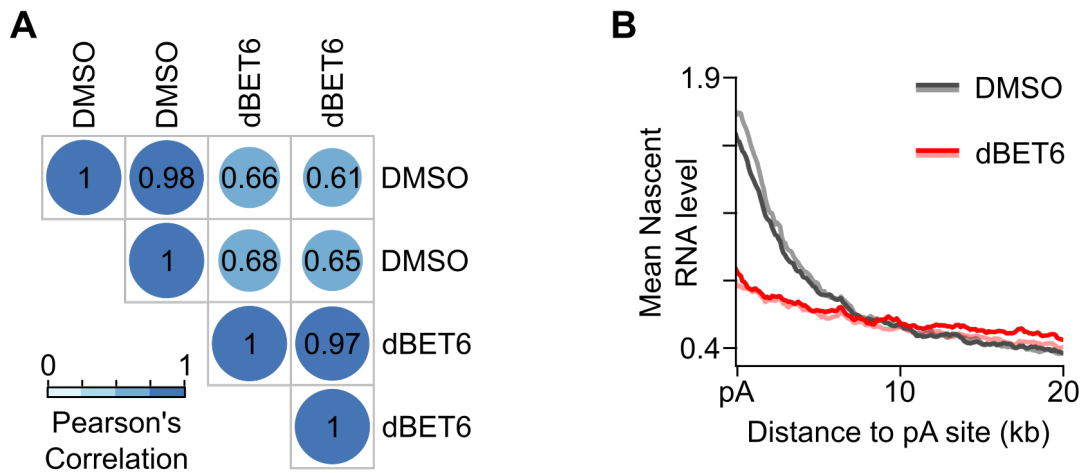 A
DMSO
DMSO
dBET6
dBET6
1
0.98
0.66
0.61
DMSO
1
0.68
0.65
DMSO
1
0.97
dBET6
1
dBET6
0
1
Pearson's
Correlation
B
1.9
0.4
Mean Nascent
RNA level
DMSO
dBET6
pA
10
20
Distance to pA site (kb)